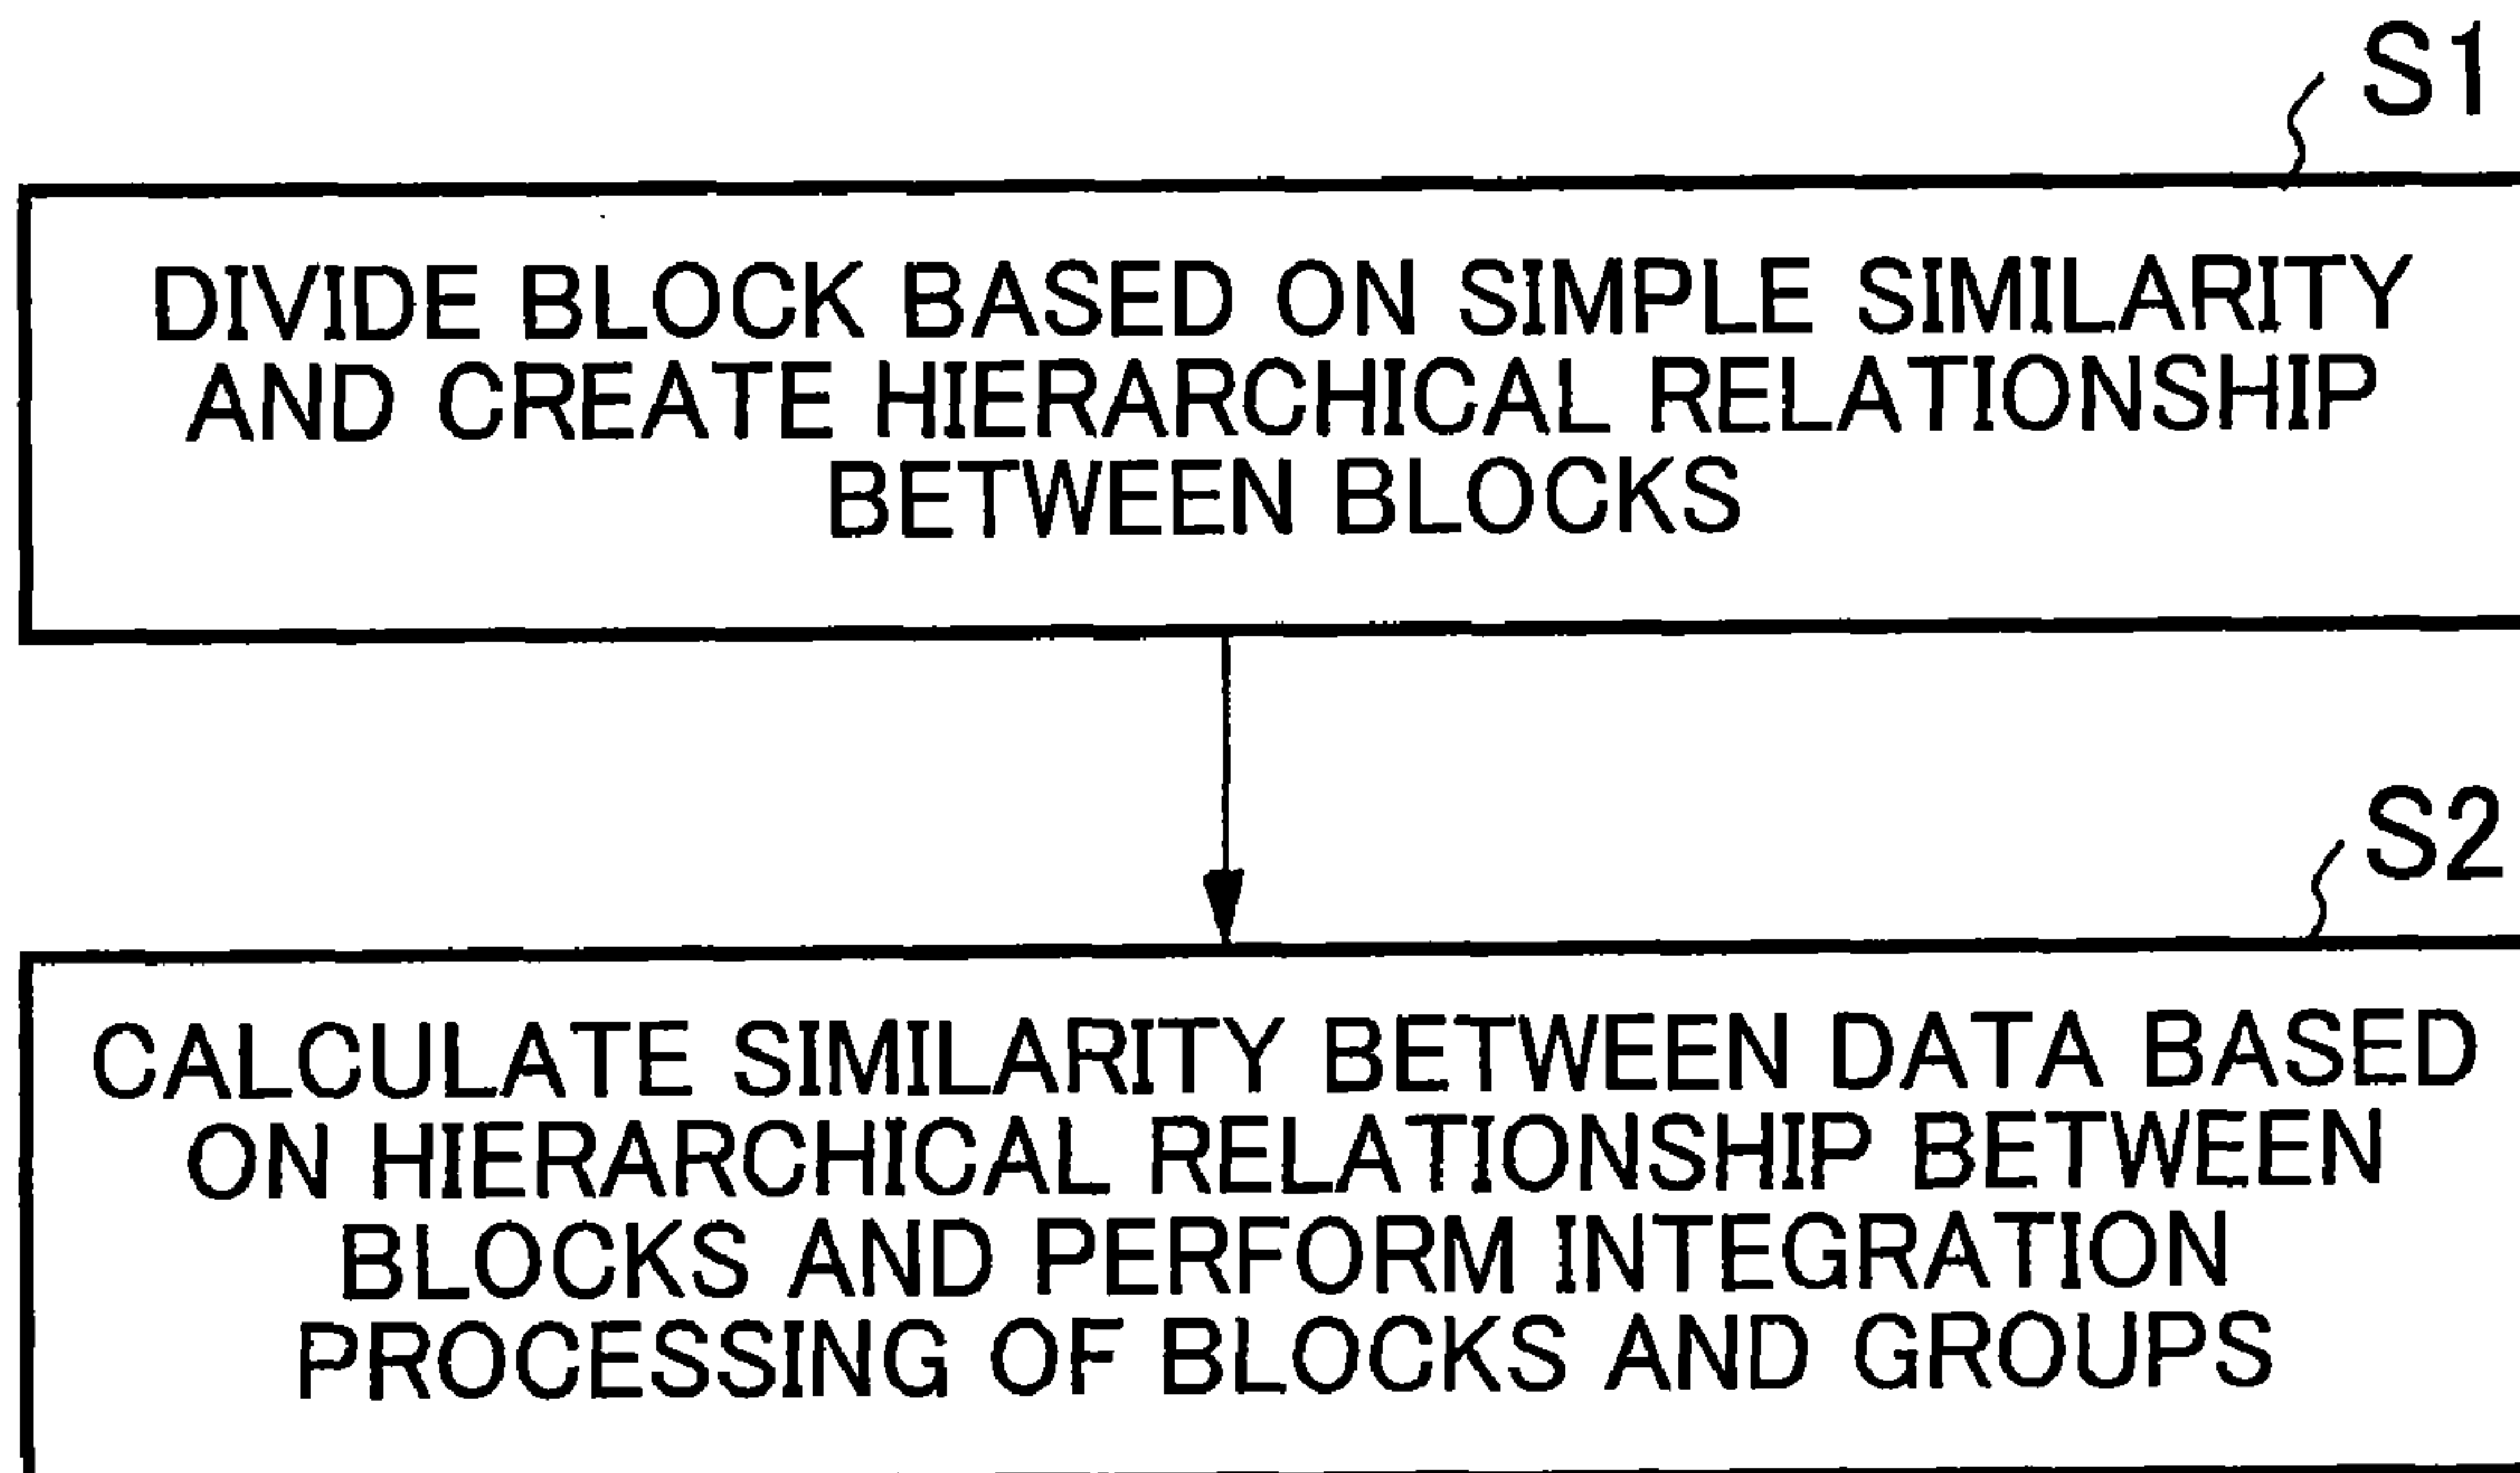 S1
DIVIDE BLOCK BASED ON SIMPLE SIMILARITY
AND CREATE HIERARCHICAL RELATIONSHIP
BETWEEN BLOCKS
S2
CALCULATE SIMILARITY BETWEEN DATA BASED
ON HIERARCHICAL RELATIONSHIP BETWEEN
BLOCKS AND PERFORM INTEGRATION
PROCESSING OF BLOCKS AND GROUPS